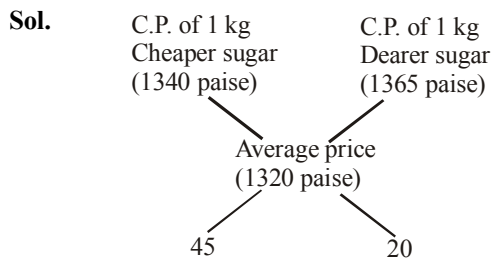 Sol.
C.P. of 1 kg
Cheaper sugar
(1340 paise)
C.P. of 1 kg
Dearer sugar
(1365 paise)
Average price
(1320 paise)
45
20